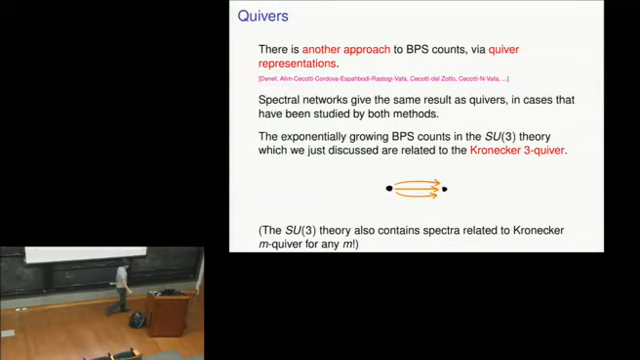 Quivers
There is another approach to BPS counts, via quiver
representations.
[Denef, Alim-Cecotti-Cordova-Espahbodi-Rastogi-Vafa, Cecotti-del Zotto, Cecotti-N-Vafa, ...]
Spectral networks give the same result as quivers, in cases that
have been studied by both methods.
The exponentially growing BPS counts in the SU(3) theory
which we just discussed are related to the Kronecker 3-quiver.
(The SU(3) theory also contains spectra related to Kronecker
m-quiver for any m!)